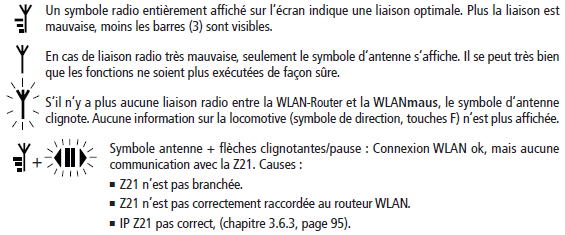 Un symbole radio entièrement affiché sur l'écran indique une liaison optimale. Plus la liaison est
mauvaise, moins les barres (3) sont visibles.
En cas de liaison radio très mauvaise, seulement le symbole d'antenne s'affiche. Il se peut très bien
que les fonctions ne soient plus exécutées de façon sûre.
S'il n'y a plus aucune liaison radio entre la WLAN-Router et la WLANmaus, le symbole d'antenne
clignote. Aucune information sur la locomotive (symbole de direction, touches F) n'est plus affichée.
+
Symbole antenne + flèches clignotantes/pause : Connexion WLAN ok, mais aucune
communication avec la Z21. Causes :
■ Z21 n'est pas branchée.
■ Z21 n'est pas correctement raccordée au routeur WLAN.
■ IP Z21 pas correct, (chapitre 3.6.3, page 95).